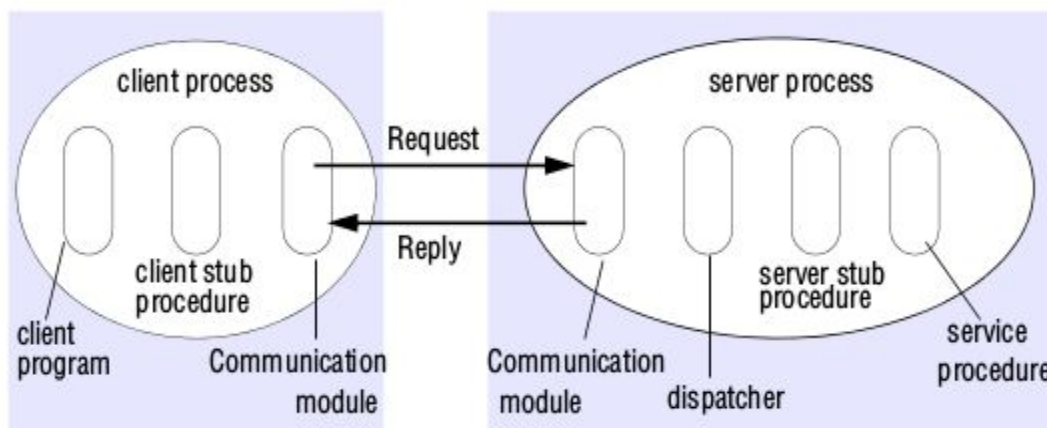 client process
server process
Request
Reply
client stub
procedure
server stub
procedure
client
program
Communication
module
Communication
module
dispatcher
service
procedure